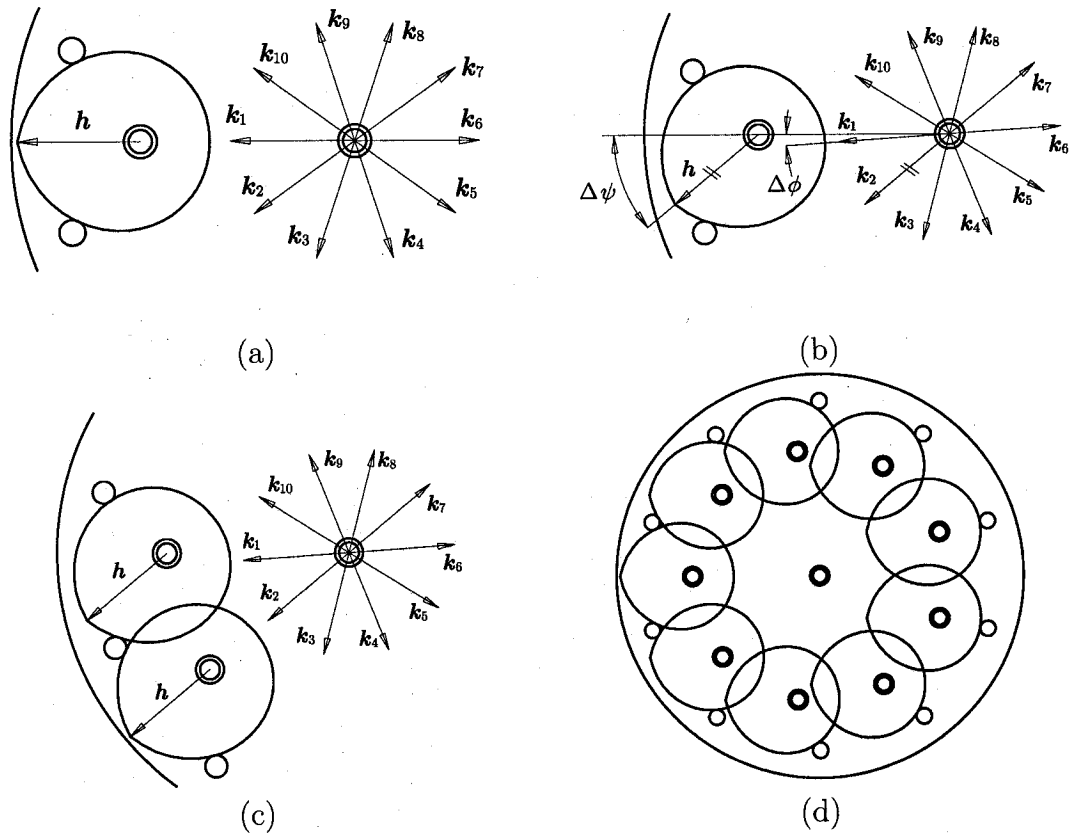 k9 k8
k10 k7
h k1 k6
k2 k5
k3 k4
(a)
k9 k8
k10 k7
k1 k6
Δψ h Δφ k2 k5
k3 k4
(b)
k9 k8
k10 k7
h k1 k6
k2 k5
k3 k4
h
(c)
(d)